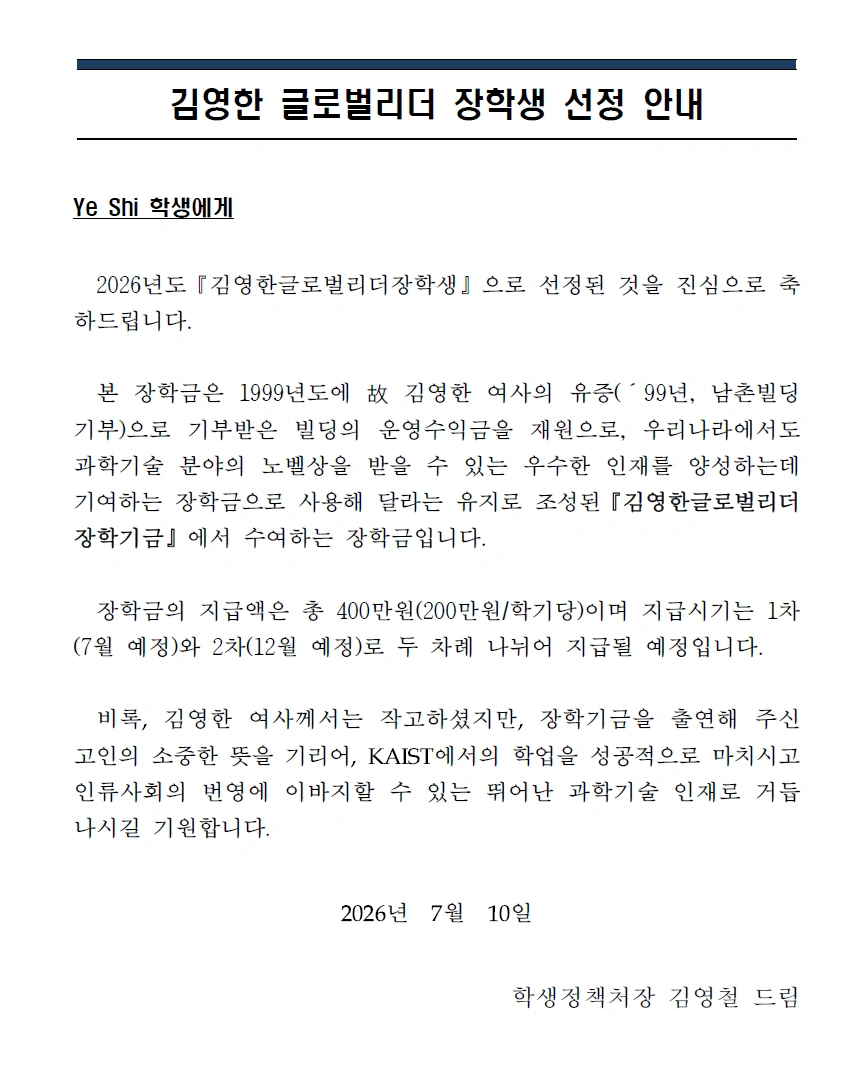 김영한 글로벌리더 장학생 선정 안내
Ye Shi 학생에게
2026년도『김영한글로벌리더장학생』으로 선정된 것을 진심으로 축
하드립니다.
본 장학금은 1999년도에 故 김영한 여사의 유증(´99년, 남촌빌딩
기부)으로 기부받은 빌딩의 운영수익금을 재원으로, 우리나라에서도
과학기술 분야의 노벨상을 받을 수 있는 우수한 인재를 양성하는데
기여하는 장학금으로 사용해 달라는 유지로 조성된『김영한글로벌리더
장학기금』에서 수여하는 장학금입니다.
장학금의 지급액은 총 400만원(200만원/학기당)이며 지급시기는 1차
(7월 예정)와 2차(12월 예정)로 두 차례 나뉘어 지급될 예정입니다.
비록, 김영한 여사께서는 작고하셨지만, 장학기금을 출연해 주신
고인의 소중한 뜻을 기리어, KAIST에서의 학업을 성공적으로 마치시고
인류사회의 번영에 이바지할 수 있는 뛰어난 과학기술 인재로 거듭
나시길 기원합니다.
2026년 7월 10일
학생정책처장 김영철 드림